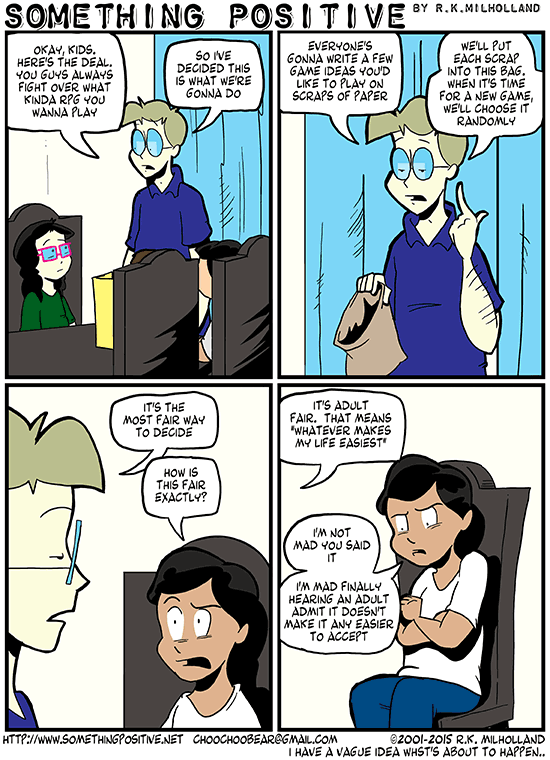 SOMETHING POSITIVE BY R.K.MILHOLLAND
OKAY, KIDS.
HERE'S THE DEAL.
YOU GUYS ALWAYS
FIGHT OVER WHAT
KINDA RPG YOU
WANNA PLAY
SO I'VE
DECIDED THIS
IS WHAT WE'RE
GONNA DO
EVERYONE'S
GONNA WRITE A FEW
GAME IDEAS YOU'D
LIKE TO PLAY ON
SCRAPS OF PAPER
WE'LL PUT
EACH SCRAP
INTO THIS BAG.
WHEN IT'S TIME
FOR A NEW GAME,
WE'LL CHOOSE IT
RANDOMLY
IT'S THE
MOST FAIR WAY
TO DECIDE
HOW IS
THIS FAIR
EXACTLY?
IT'S ADULT
FAIR. THAT MEANS
"WHATEVER MAKES
MY LIFE EASIEST"
I'M NOT
MAD YOU SAID
IT
I'M MAD FINALLY
HEARING AN ADULT
ADMIT IT DOESN'T
MAKE IT ANY EASIER
TO ACCEPT
HTTP://WWW.SOMETHINGPOSITIVE.NET CHOOCHOOBEAR@GMAIL.COM ©2001-2015 R.K. MILHOLLAND
I HAVE A VAGUE IDEA WHST'S ABOUT TO HAPPEN..